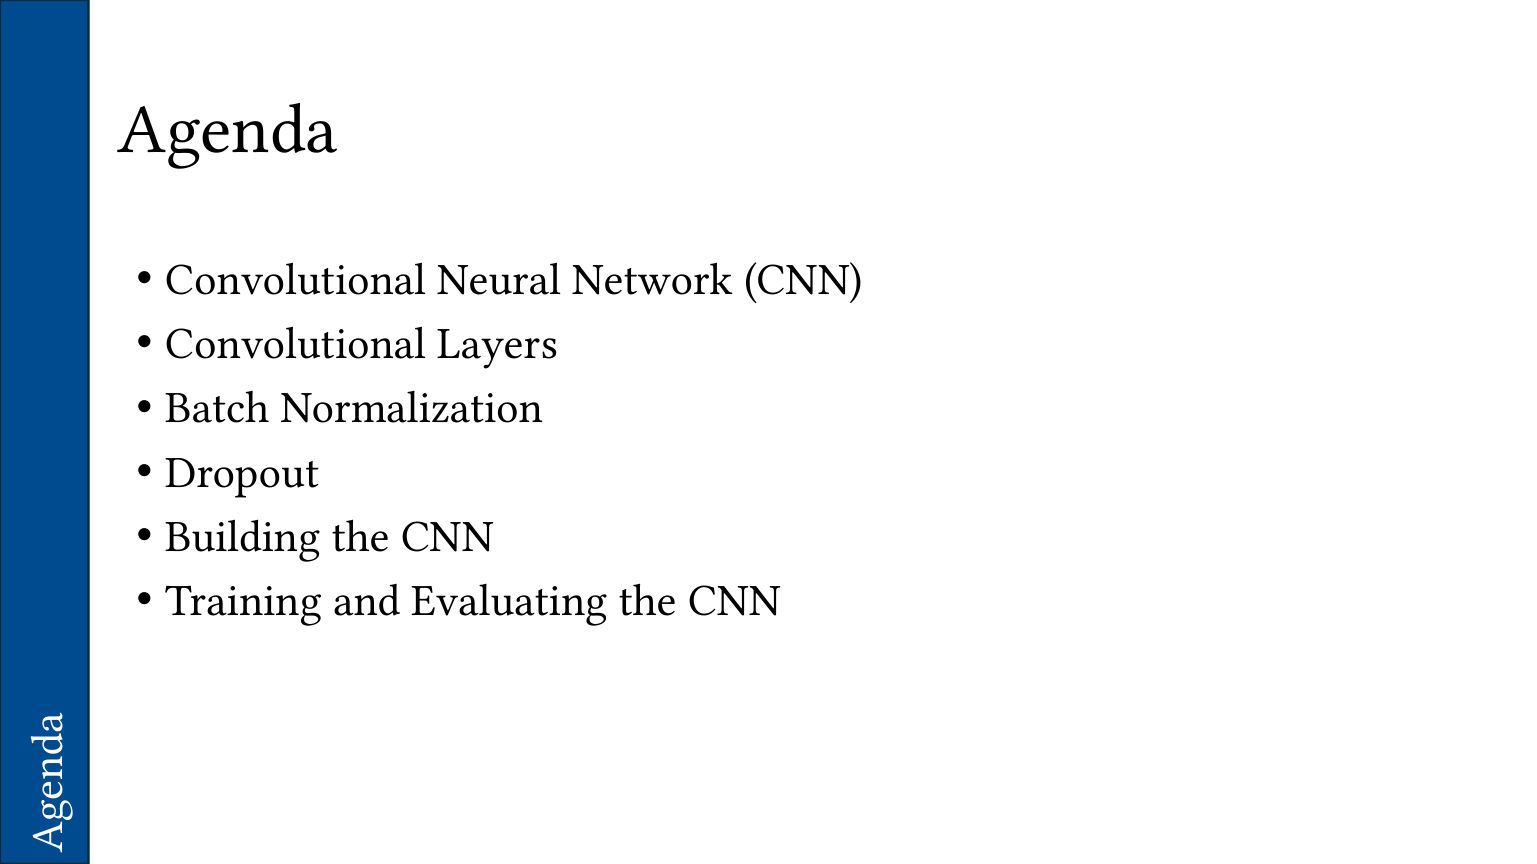 Agenda
• Convolutional Neural Network (CNN)
• Convolutional Layers
• Batch Normalization
• Dropout
• Building the CNN
• Training and Evaluating the CNN
Agenda